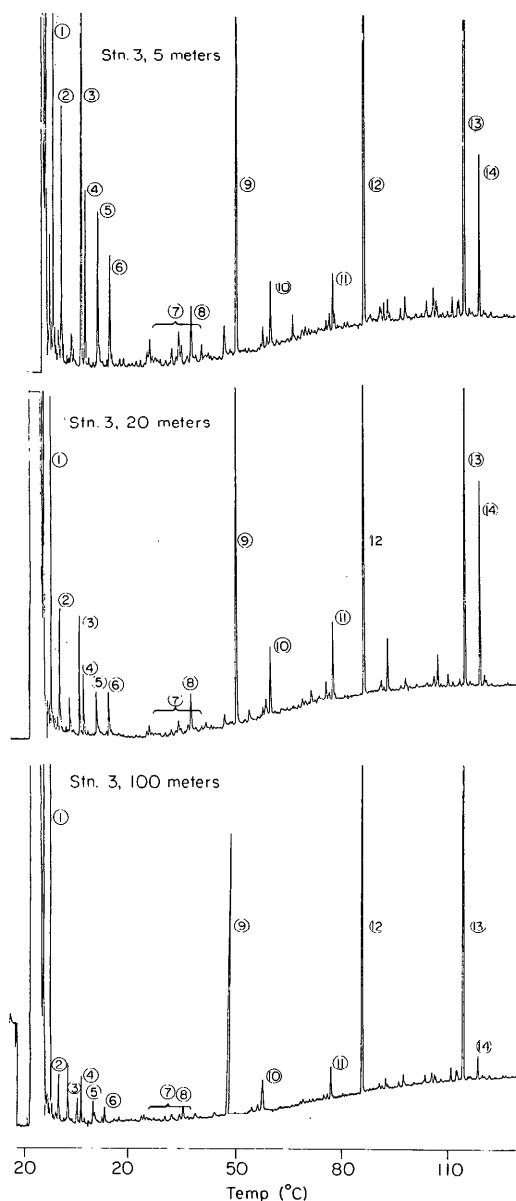 Stn. 3, 5 meters
① ② ③ ④ ⑤ ⑥ ⑦ ⑧ ⑨ ⑩ ⑪ ⑫ ⑬ ⑭
Stn. 3, 20 meters
① ② ③ ④ ⑤ ⑥ ⑦ ⑧ ⑨ ⑩ ⑪ 12 ⑬ ⑭
Stn. 3, 100 meters
① ② ③ ④ ⑤ ⑥ ⑦ ⑧ ⑨ ⑩ ⑪ ⑫ ⑬ ⑭
20 20 50 80 110
Temp (°C)